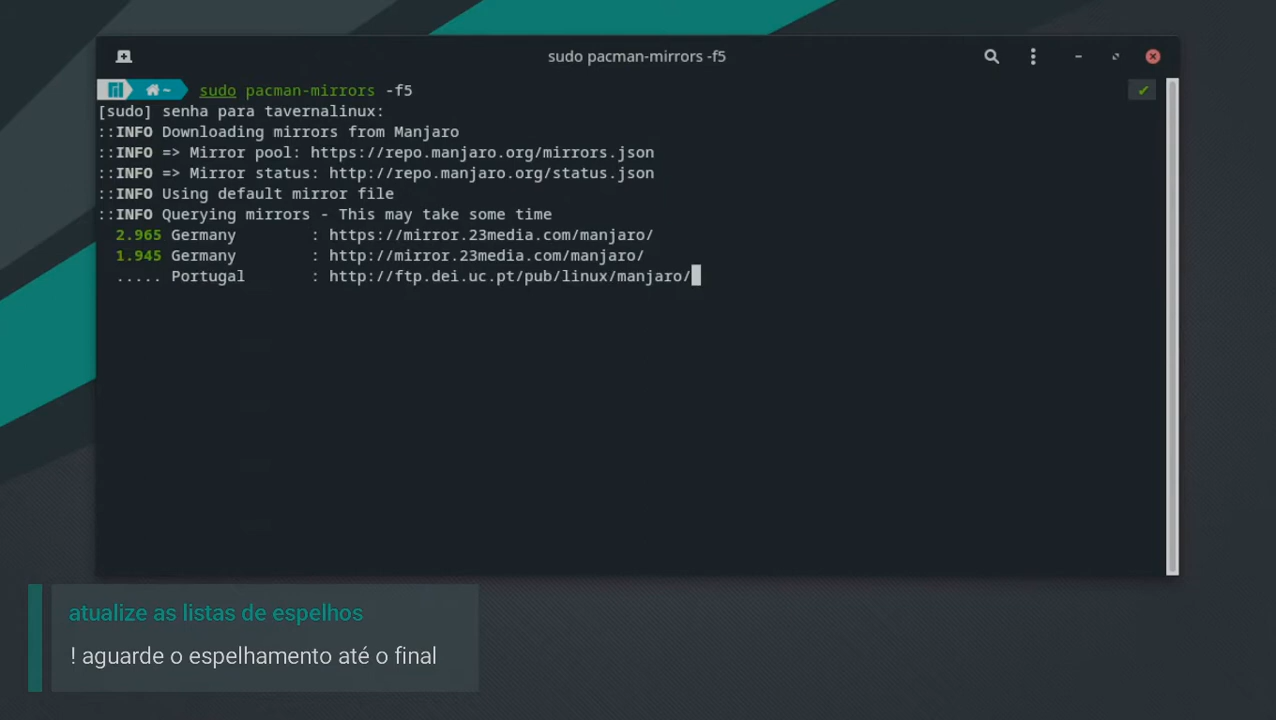 sudo pacman-mirrors -f5
~ sudo pacman-mirrors -f5
[sudo] senha para tavernalinux:
::INFO Downloading mirrors from Manjaro
::INFO => Mirror pool: https://repo.manjaro.org/mirrors.json
::INFO => Mirror status: http://repo.manjaro.org/status.json
::INFO Using default mirror file
::INFO Querying mirrors - This may take some time
2.965 Germany : https://mirror.23media.com/manjaro/
1.945 Germany : http://mirror.23media.com/manjaro/
..... Portugal : http://ftp.dei.uc.pt/pub/linux/manjaro/
atualize as listas de espelhos
! aguarde o espelhamento até o final